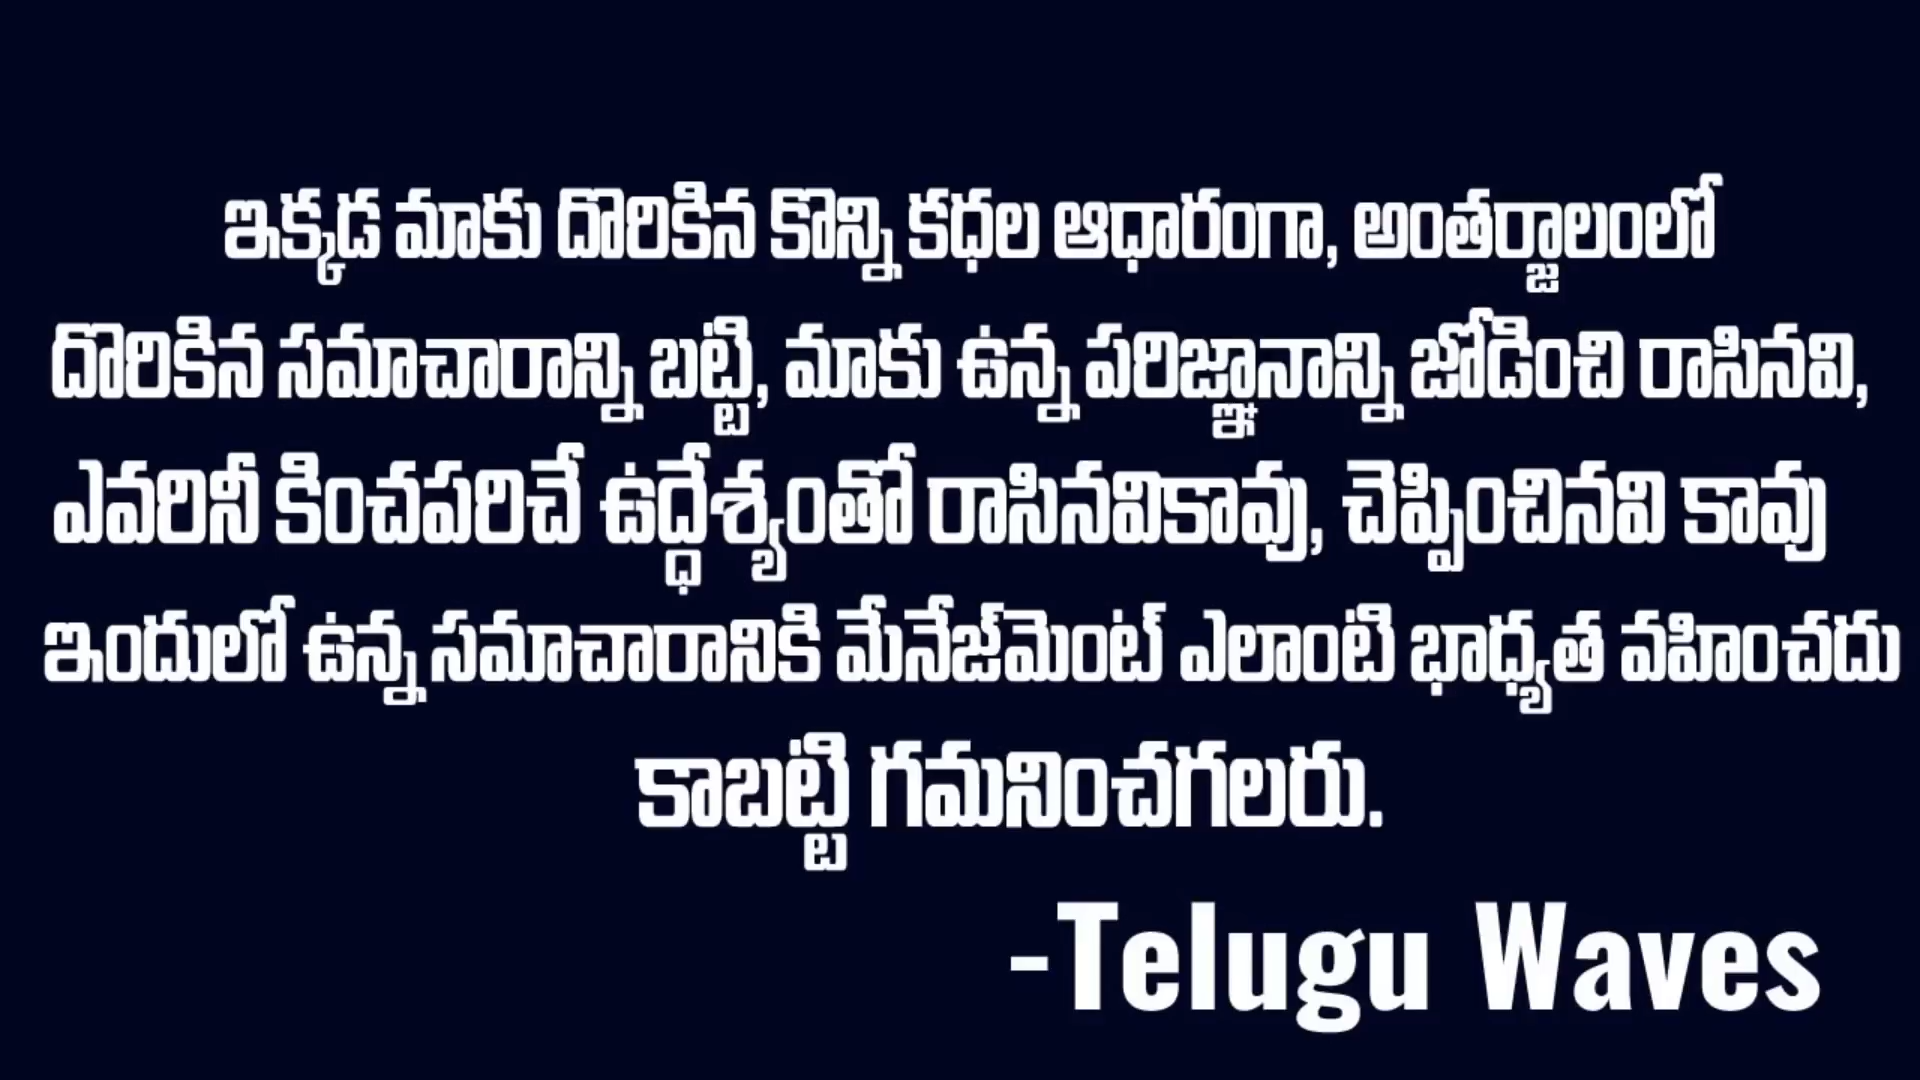 ఇక్కడ మాకు దొరికిన కొన్ని కధల ఆధారంగా, అంతర్జాలంలో
దొరికిన సమాచారాన్ని బట్టి, మాకు ఉన్న పరిజ్ఞానాన్ని జోడించి రాసినవి,
ఎవరినీ కించపరిచే ఉద్ధేశ్యంతో రాసినవికావు, చెప్పించినవి కావు
ఇందులో ఉన్న సమాచారానికి మేనేజ్‌మెంట్ ఎలాంటి భాధ్యత వహించదు
కాబట్టి గమనించగలరు.
-Telugu Waves